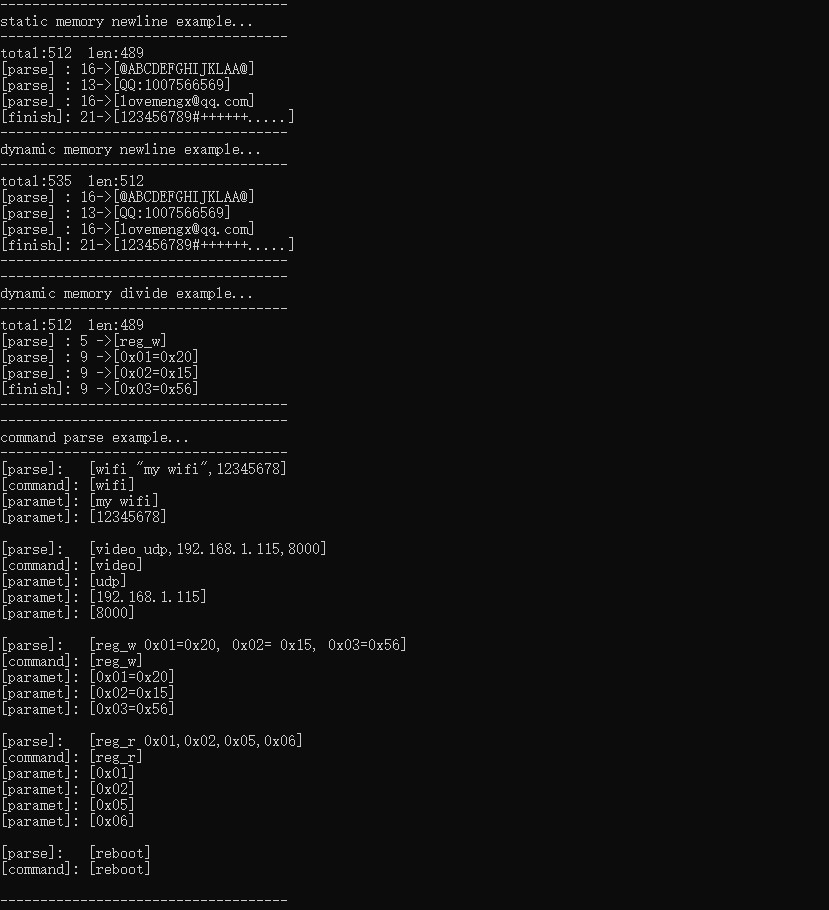 ------------------------------------
static memory newline example...
------------------------------------
total:512  len:489
[parse] : 16->[@ABCDEFGHIJKLAA@]
[parse] : 13->[QQ:1007566569]
[parse] : 16->[lovemengx@qq.com]
[finish]: 21->[123456789#++++++.....]
------------------------------------
dynamic memory newline example...
------------------------------------
total:535  len:512
[parse] : 16->[@ABCDEFGHIJKLAA@]
[parse] : 13->[QQ:1007566569]
[parse] : 16->[lovemengx@qq.com]
[finish]: 21->[123456789#++++++.....]
------------------------------------
------------------------------------
dynamic memory divide example...
------------------------------------
total:512  len:489
[parse] : 5 ->[reg_w]
[parse] : 9 ->[0x01=0x20]
[parse] : 9 ->[0x02=0x15]
[finish]: 9 ->[0x03=0x56]
------------------------------------
------------------------------------
command parse example...
------------------------------------
[parse]:   [wifi "my wifi",12345678]
[command]: [wifi]
[paramet]: [my wifi]
[paramet]: [12345678]

[parse]:   [video udp,192.168.1.115,8000]
[command]: [video]
[paramet]: [udp]
[paramet]: [192.168.1.115]
[paramet]: [8000]

[parse]:   [reg_w 0x01=0x20, 0x02= 0x15, 0x03=0x56]
[command]: [reg_w]
[paramet]: [0x01=0x20]
[paramet]: [0x02=0x15]
[paramet]: [0x03=0x56]

[parse]:   [reg_r 0x01,0x02,0x05,0x06]
[command]: [reg_r]
[paramet]: [0x01]
[paramet]: [0x02]
[paramet]: [0x05]
[paramet]: [0x06]

[parse]:   [reboot]
[command]: [reboot]

------------------------------------